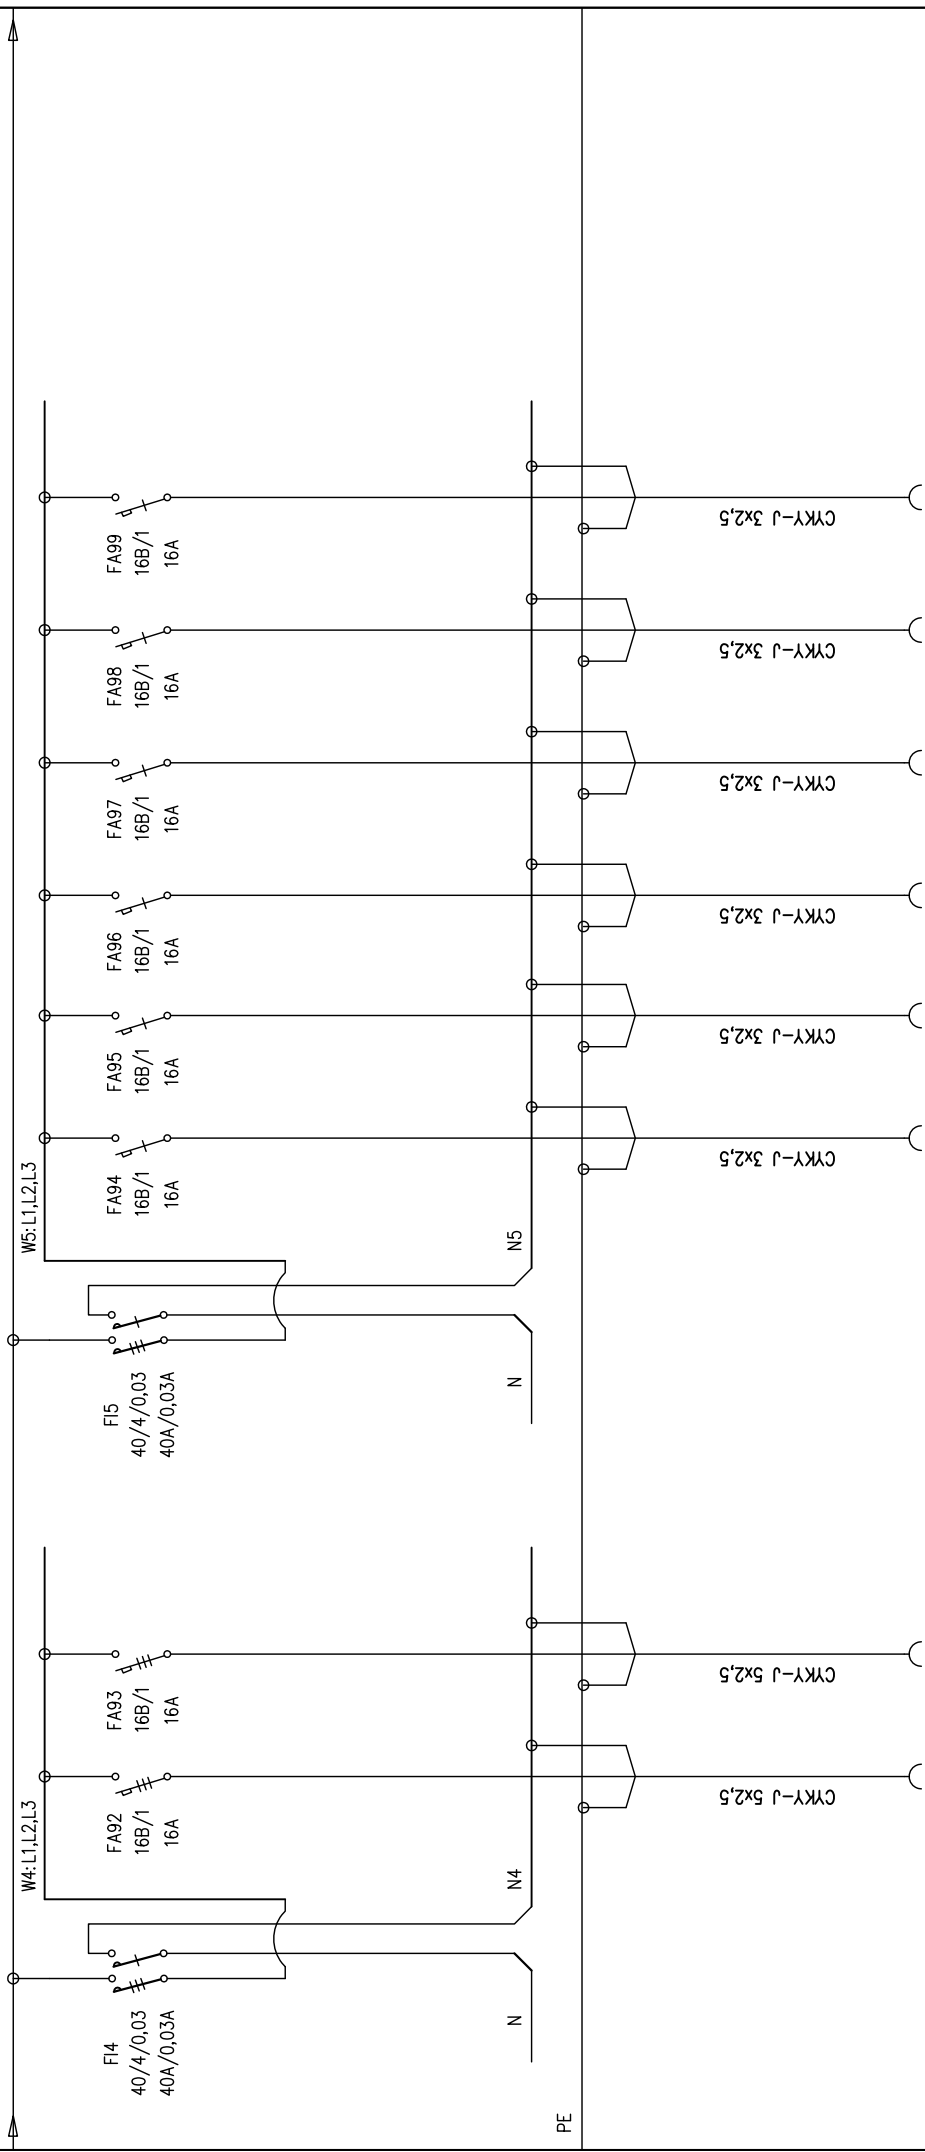 PE
FI4
40/4/0,03
40A/0,03A
N
W4: L1,L2,L3
N4
FA92
16B/1
16A
CYKY-J 5x2,5
FA93
16B/1
16A
CYKY-J 5x2,5
FI5
40/4/0,03
40A/0,03A
N
W5: L1,L2,L3
N5
FA94
16B/1
16A
CYKY-J 3x2,5
FA95
16B/1
16A
CYKY-J 3x2,5
FA96
16B/1
16A
CYKY-J 3x2,5
FA97
16B/1
16A
CYKY-J 3x2,5
FA98
16B/1
16A
CYKY-J 3x2,5
FA99
16B/1
16A
CYKY-J 3x2,5